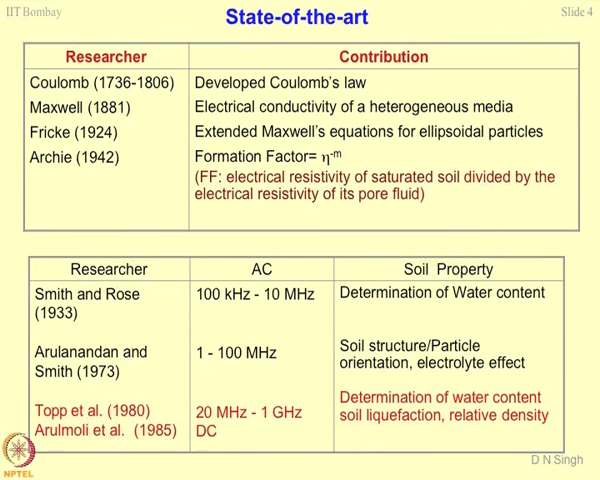 IIT Bombay
State-of-the-art
Slide 4
Researcher Contribution
Coulomb (1736-1806) Developed Coulomb's law
Maxwell (1881) Electrical conductivity of a heterogeneous media
Fricke (1924) Extended Maxwell's equations for ellipsoidal particles
Archie (1942) Formation Factor= η-m
(FF: electrical resistivity of saturated soil divided by the
electrical resistivity of its pore fluid)
Researcher AC Soil Property
Smith and Rose 100 kHz - 10 MHz Determination of Water content
(1933)
Arulanandan and 1 - 100 MHz Soil structure/Particle
Smith (1973) orientation, electrolyte effect
Topp et al. (1980) 20 MHz - 1 GHz Determination of water content
Arulmoli et al. (1985) DC soil liquefaction, relative density
D N Singh
NPTEL